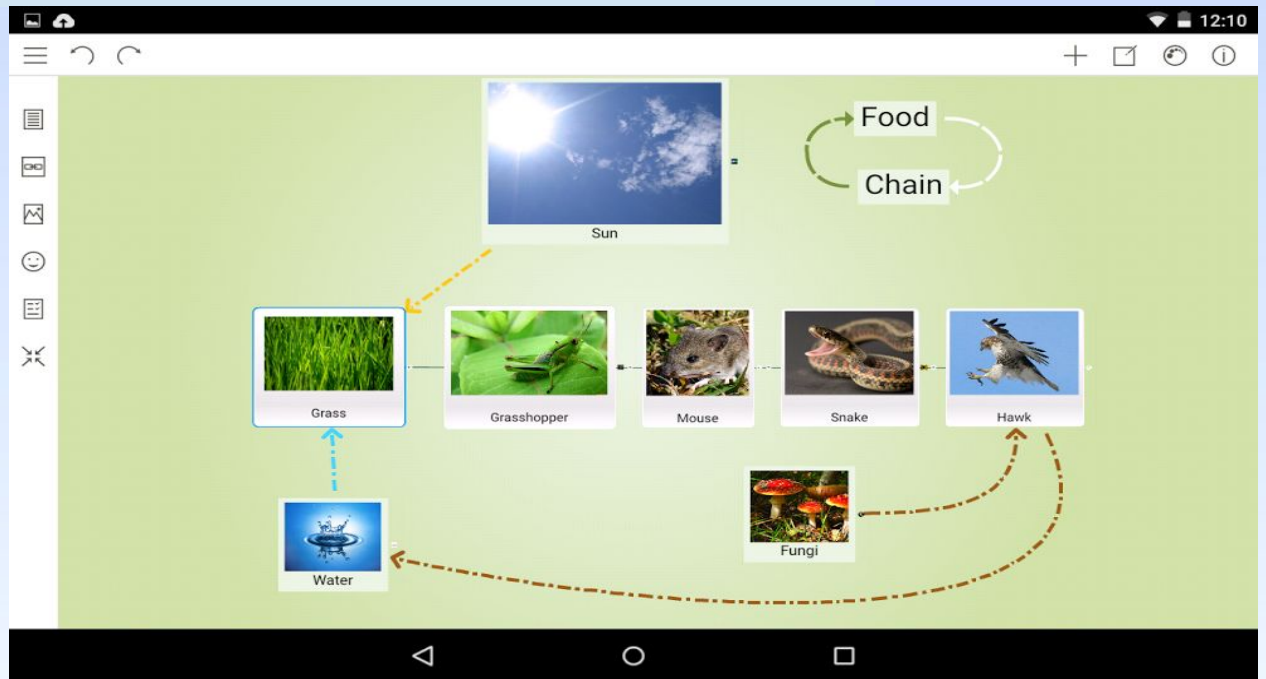 12:10
Food
Chain
Sun
Grass
Grasshopper
Mouse
Snake
Hawk
Fungi
Water